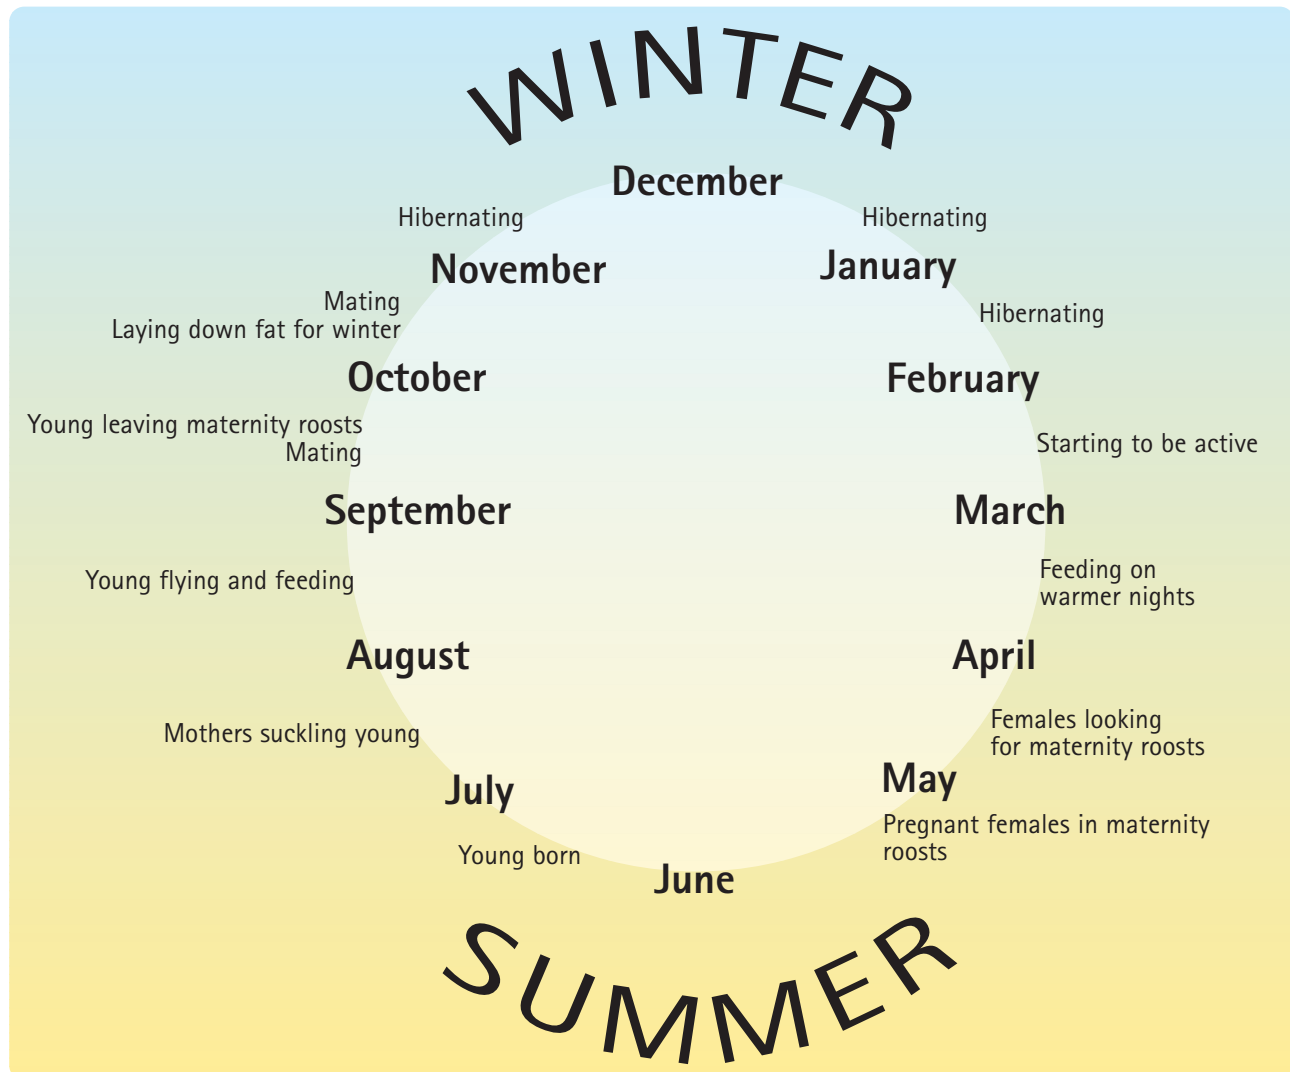 WINTER
December
Hibernating
January
Hibernating
February
Starting to be active
March
Feeding on
warmer nights
April
Females looking
for maternity roosts
May
Pregnant females in maternity
roosts
June
Young born
July
Mothers suckling young
August
Young flying and feeding
September
Young leaving maternity roosts
Mating
October
Mating
Laying down fat for winter
November
Hibernating
SUMMER